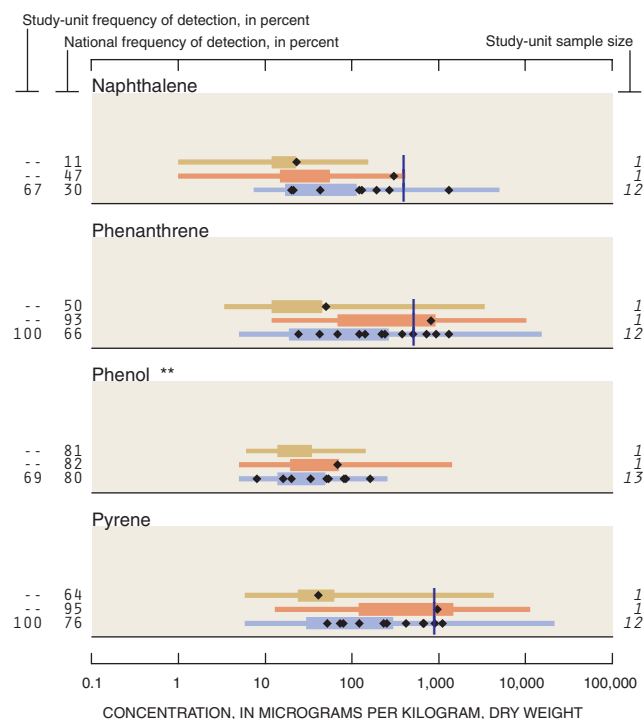 Study-unit frequency of detection, in percent
National frequency of detection, in percent
Study-unit sample size
Naphthalene
-- 11 1
-- 47 1
67 30 12
Phenanthrene
-- 50 1
-- 93 1
100 66 12
Phenol **
-- 81 1
-- 82 1
69 80 13
Pyrene
-- 64 1
-- 95 1
100 76 12
0.1 1 10 100 1,000 10,000 100,000
CONCENTRATION, IN MICROGRAMS PER KILOGRAM, DRY WEIGHT